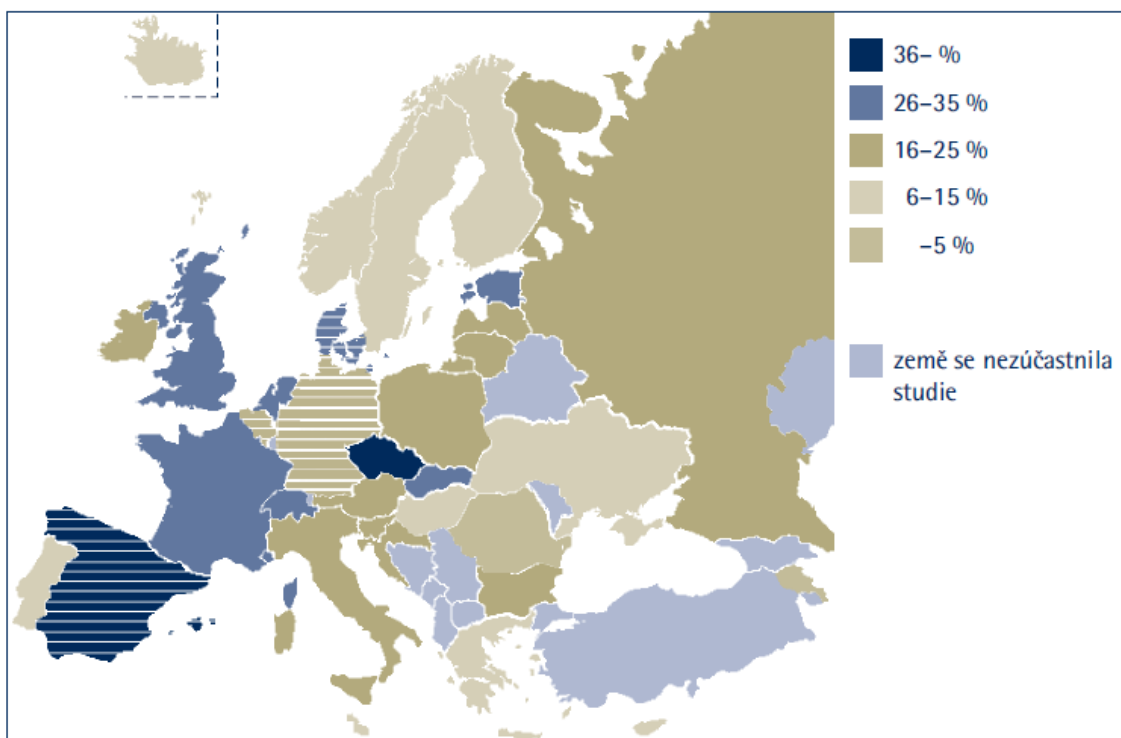 36– %
26–35 %
16–25 %
6–15 %
–5 %
země se nezúčastnila
studie